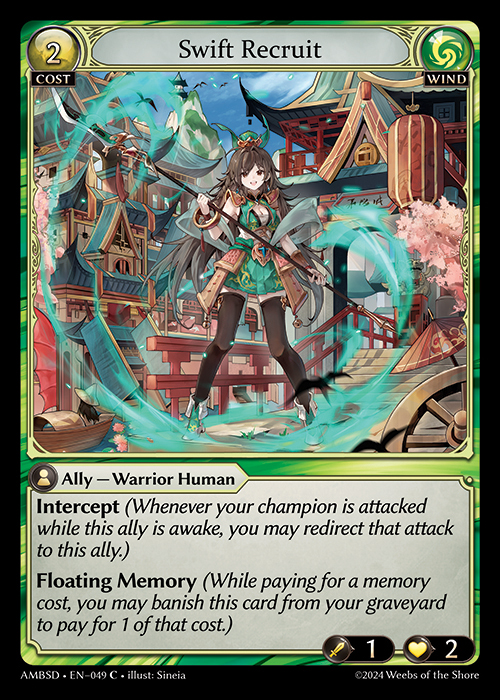 2
Swift Recruit
COST
WIND
Ally — Warrior Human
Intercept (Whenever your champion is attacked
while this ally is awake, you may redirect that attack
to this ally.)
Floating Memory (While paying for a memory
cost, you may banish this card from your graveyard
to pay for 1 of that cost.)
1
2
AMBSD • EN-049 C • illust: Sineia
©2024 Weebs of the Shore